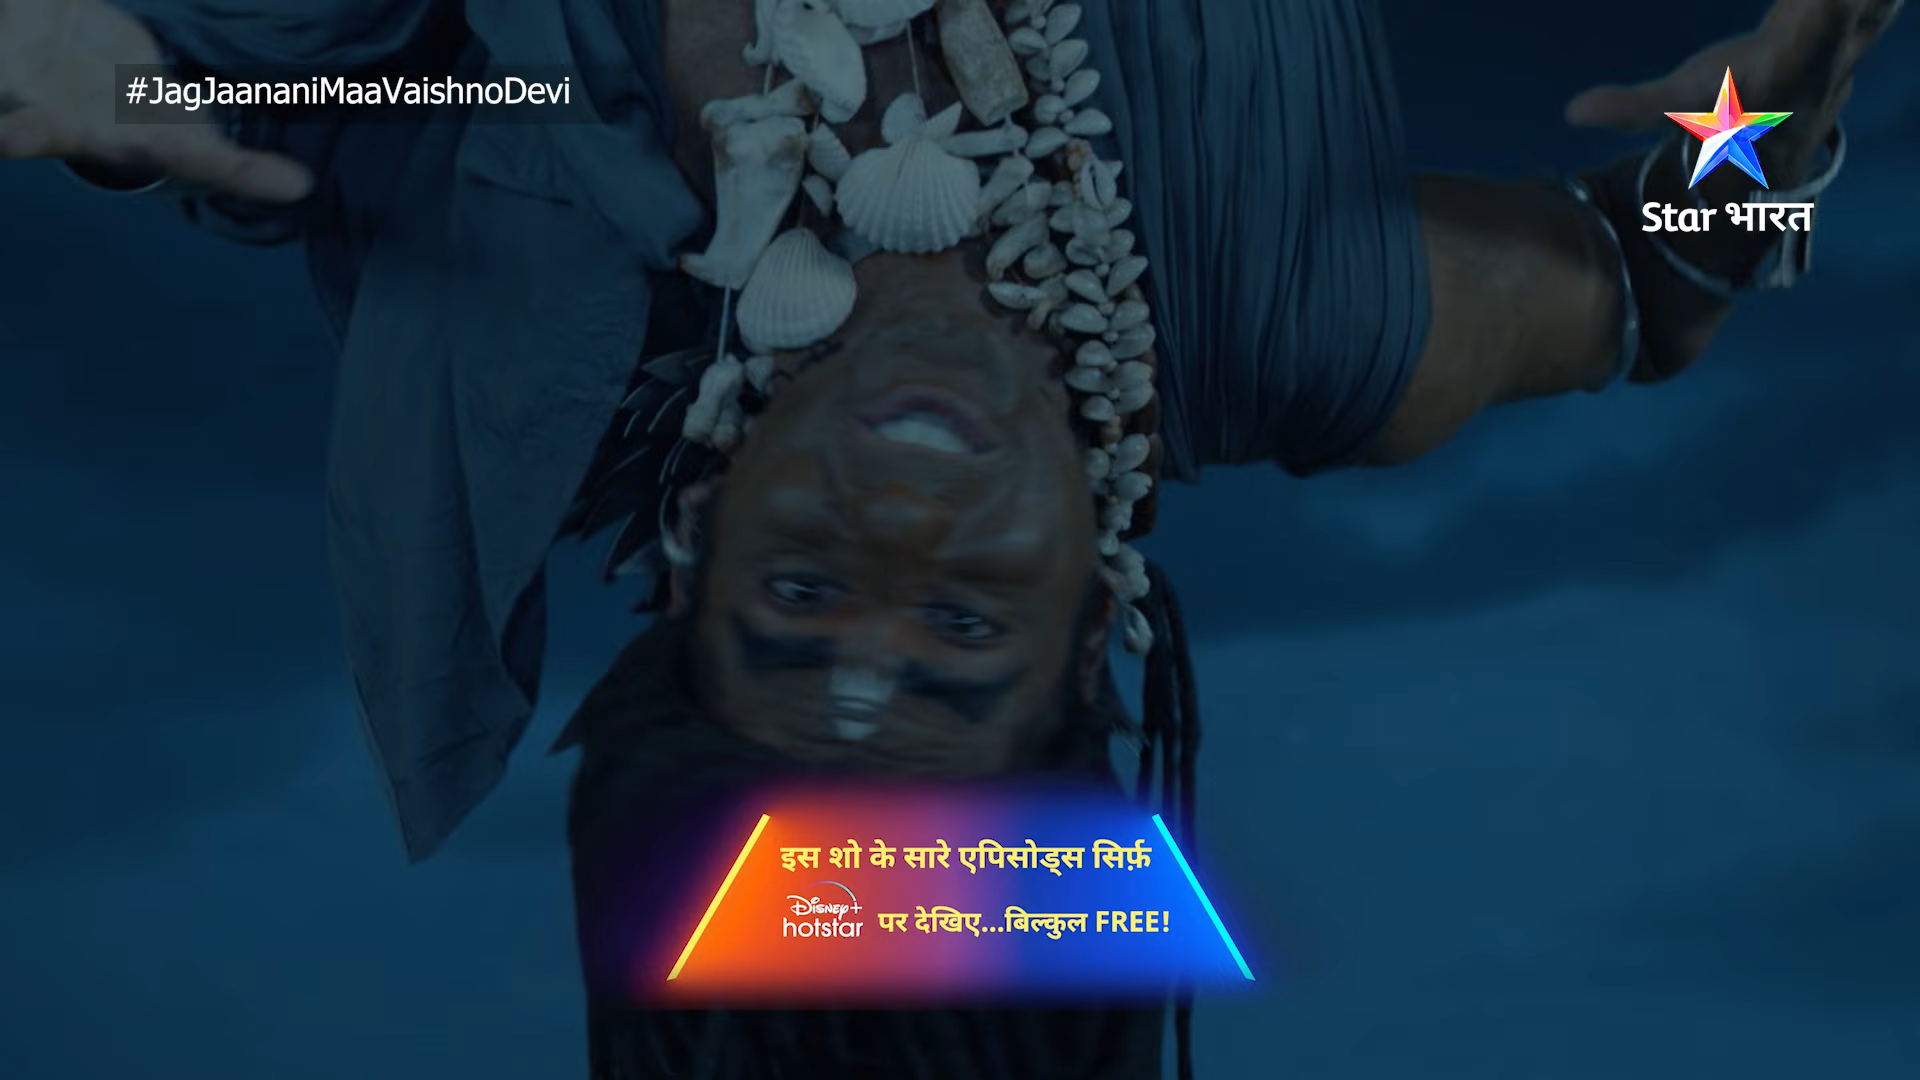 #JagJaananiMaaVaishnoDevi
Star भारत
इस शो के सारे एपिसोड्स सिर्फ़
Disney+ hotstar पर देखिए...बिल्कुल FREE!